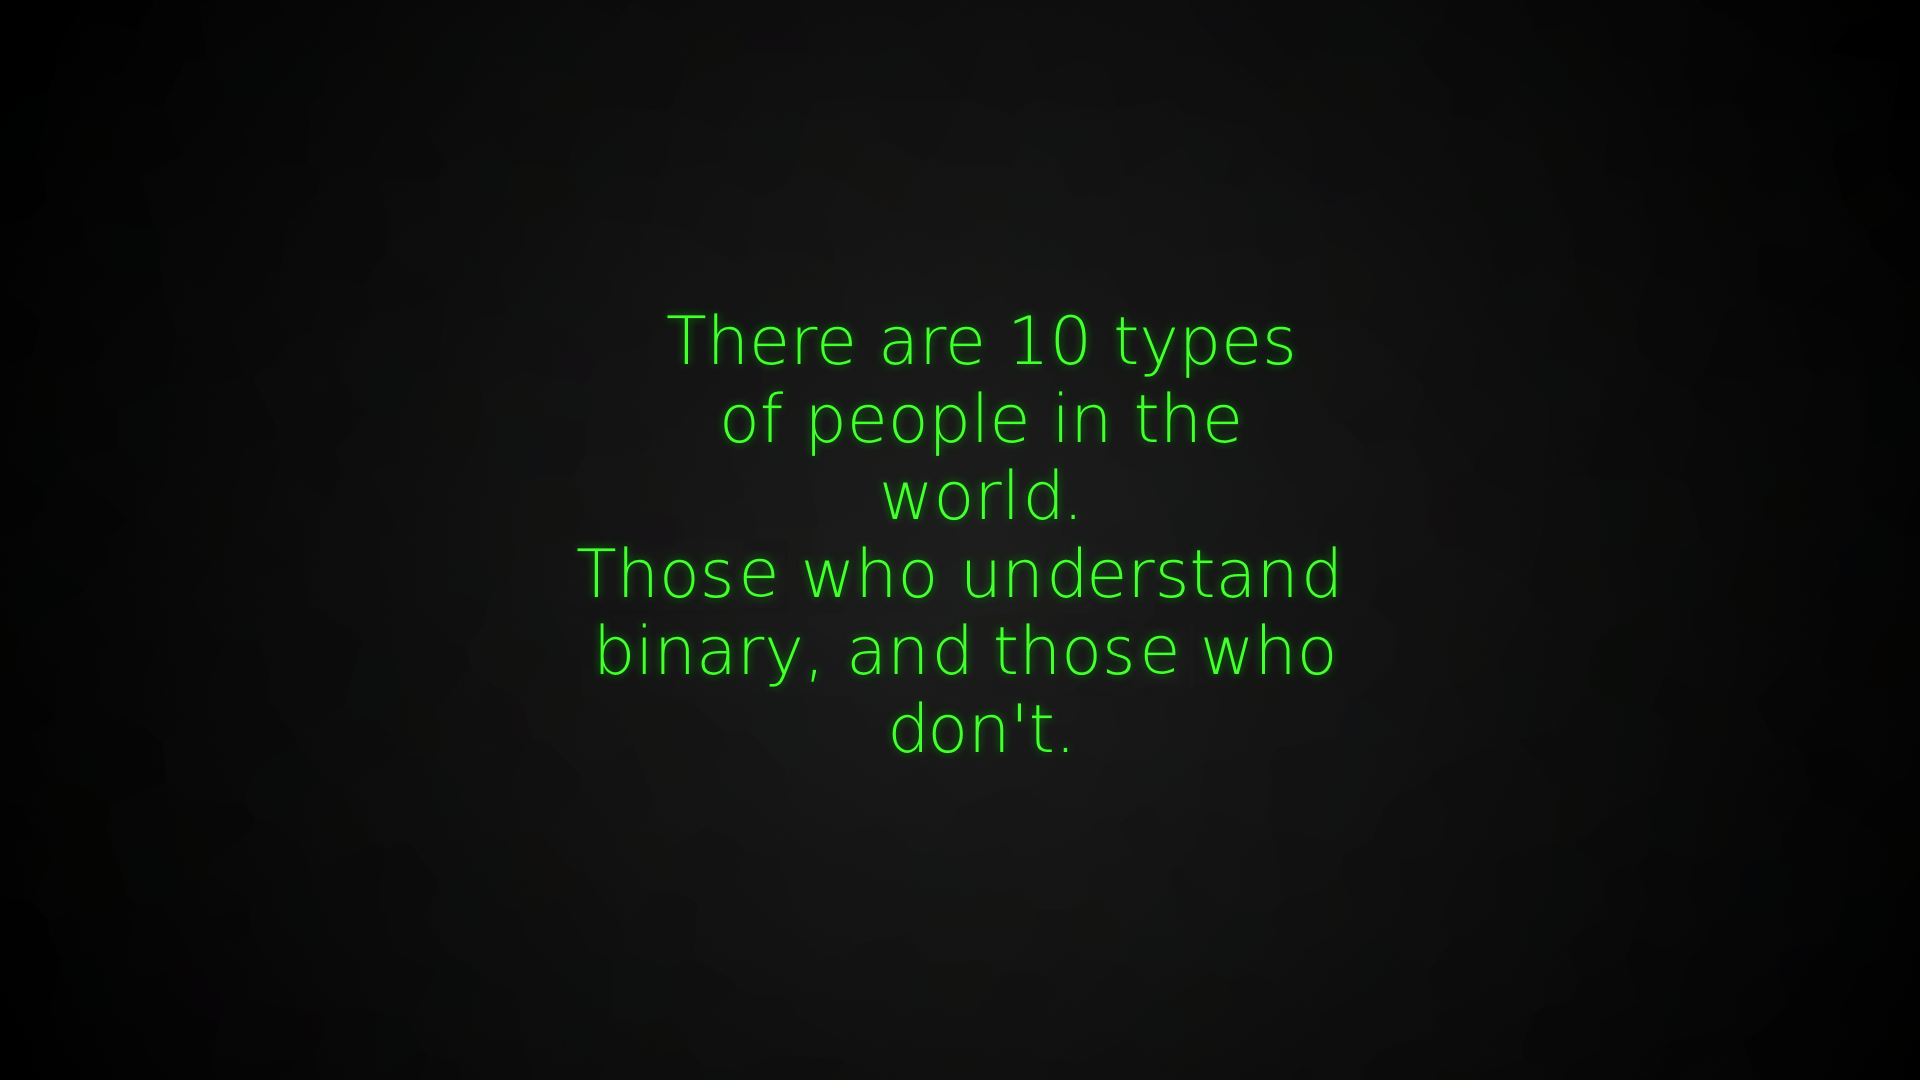 There are 10 types
of people in the
world.
Those who understand
binary, and those who
don't.